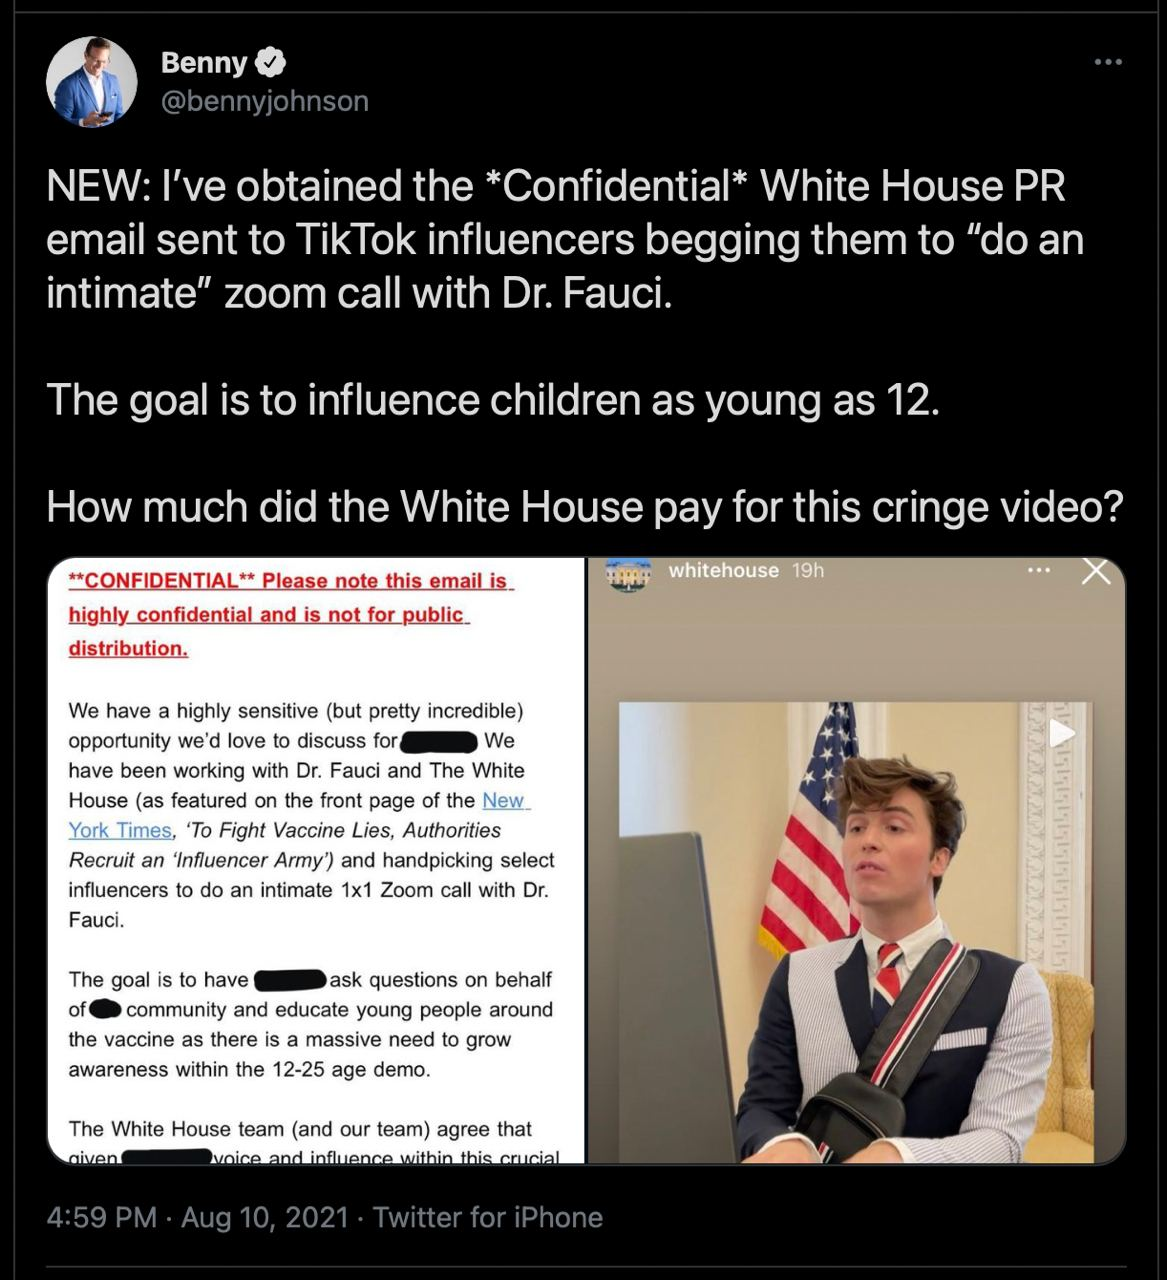 Benny
@bennyjohnson
NEW: I’ve obtained the *Confidential* White House PR
email sent to TikTok influencers begging them to “do an
intimate” zoom call with Dr. Fauci.
The goal is to influence children as young as 12.
How much did the White House pay for this cringe video?
**CONFIDENTIAL** Please note this email is
highly confidential and is not for public
distribution.
We have a highly sensitive (but pretty incredible)
opportunity we’d love to discuss for We
have been working with Dr. Fauci and The White
House (as featured on the front page of the New
York Times, ‘To Fight Vaccine Lies, Authorities
Recruit an ‘Influencer Army’) and handpicking select
influencers to do an intimate 1x1 Zoom call with Dr.
Fauci.
The goal is to have ask questions on behalf
of community and educate young people around
the vaccine as there is a massive need to grow
awareness within the 12-25 age demo.
The White House team (and our team) agree that
given voice and influence within this crucial
whitehouse 19h
4:59 PM · Aug 10, 2021 · Twitter for iPhone